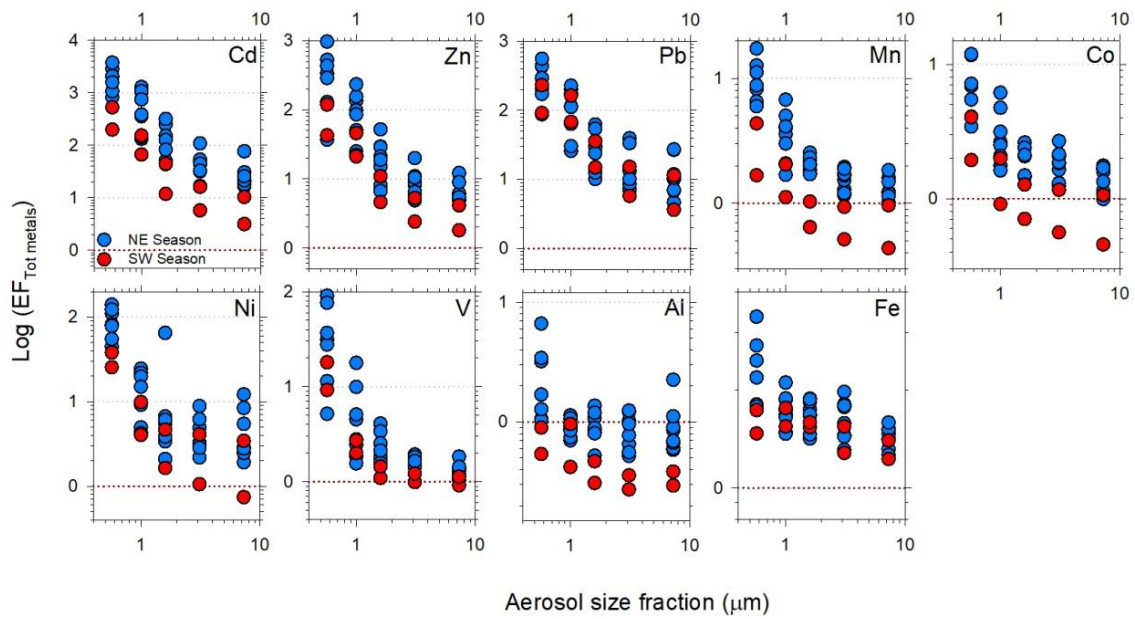 1 10 1 10 1 10 1 10 1 10
4 3 3 1 1
Cd Zn Pb Mn Co
3 2 2
2 1 1
1 0 0
0 0 0 0 0
NE Season
SW Season
Log (EF Tot metals)
Ni V Al Fe
2 2 1
1 1 0
0 0 0
1 10 1 10 1 10 1 10
Aerosol size fraction (μm)